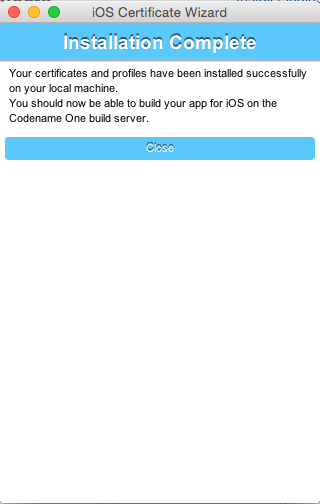 iOS Certificate Wizard
Installation Complete
Your certificates and profiles have been installed successfully
on your local machine.
You should now be able to build your app for iOS on the
Codename One build server.
Close